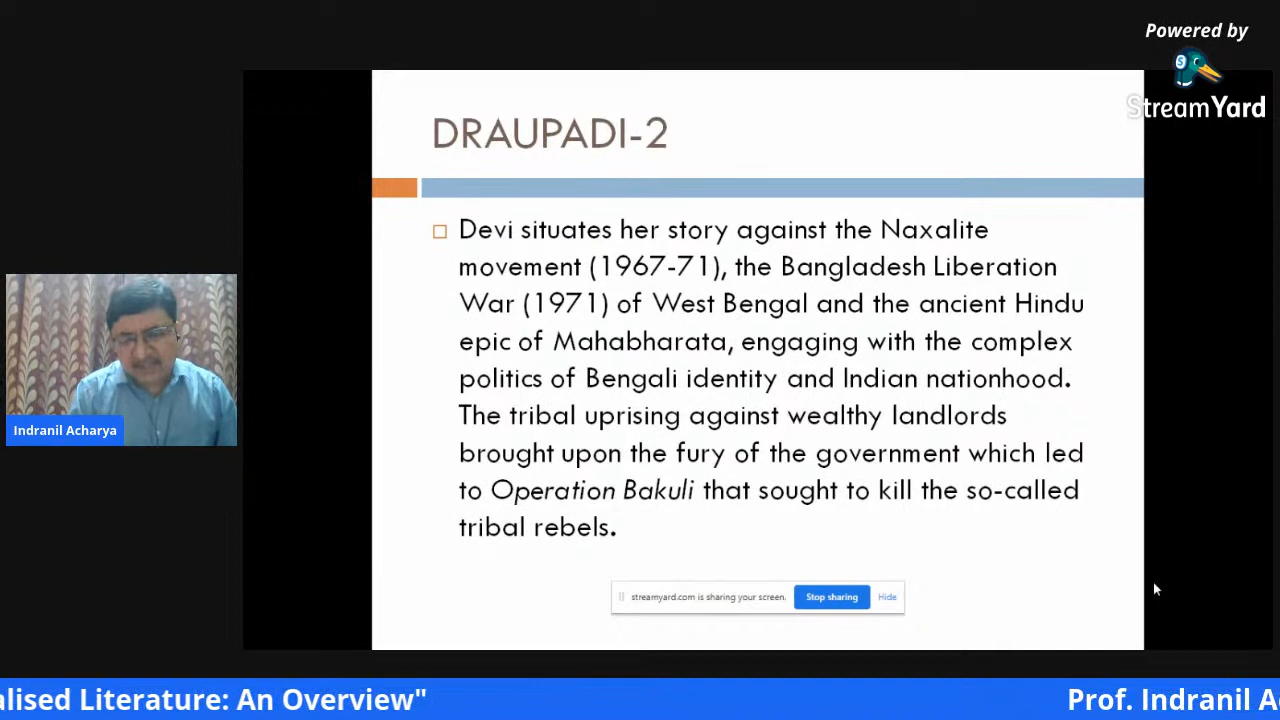 Powered by
StreamYard
DRAUPADI-2
Devi situates her story against the Naxalite
movement (1967-71), the Bangladesh Liberation
War (1971) of West Bengal and the ancient Hindu
epic of Mahabharata, engaging with the complex
politics of Bengali identity and Indian nationhood.
The tribal uprising against wealthy landlords
brought upon the fury of the government which led
to Operation Bakuli that sought to kill the so-called
tribal rebels.
Indranil Acharya
streamyard.com is sharing your screen. Stop sharing Hide
alised Literature: An Overview" Prof. Indranil A